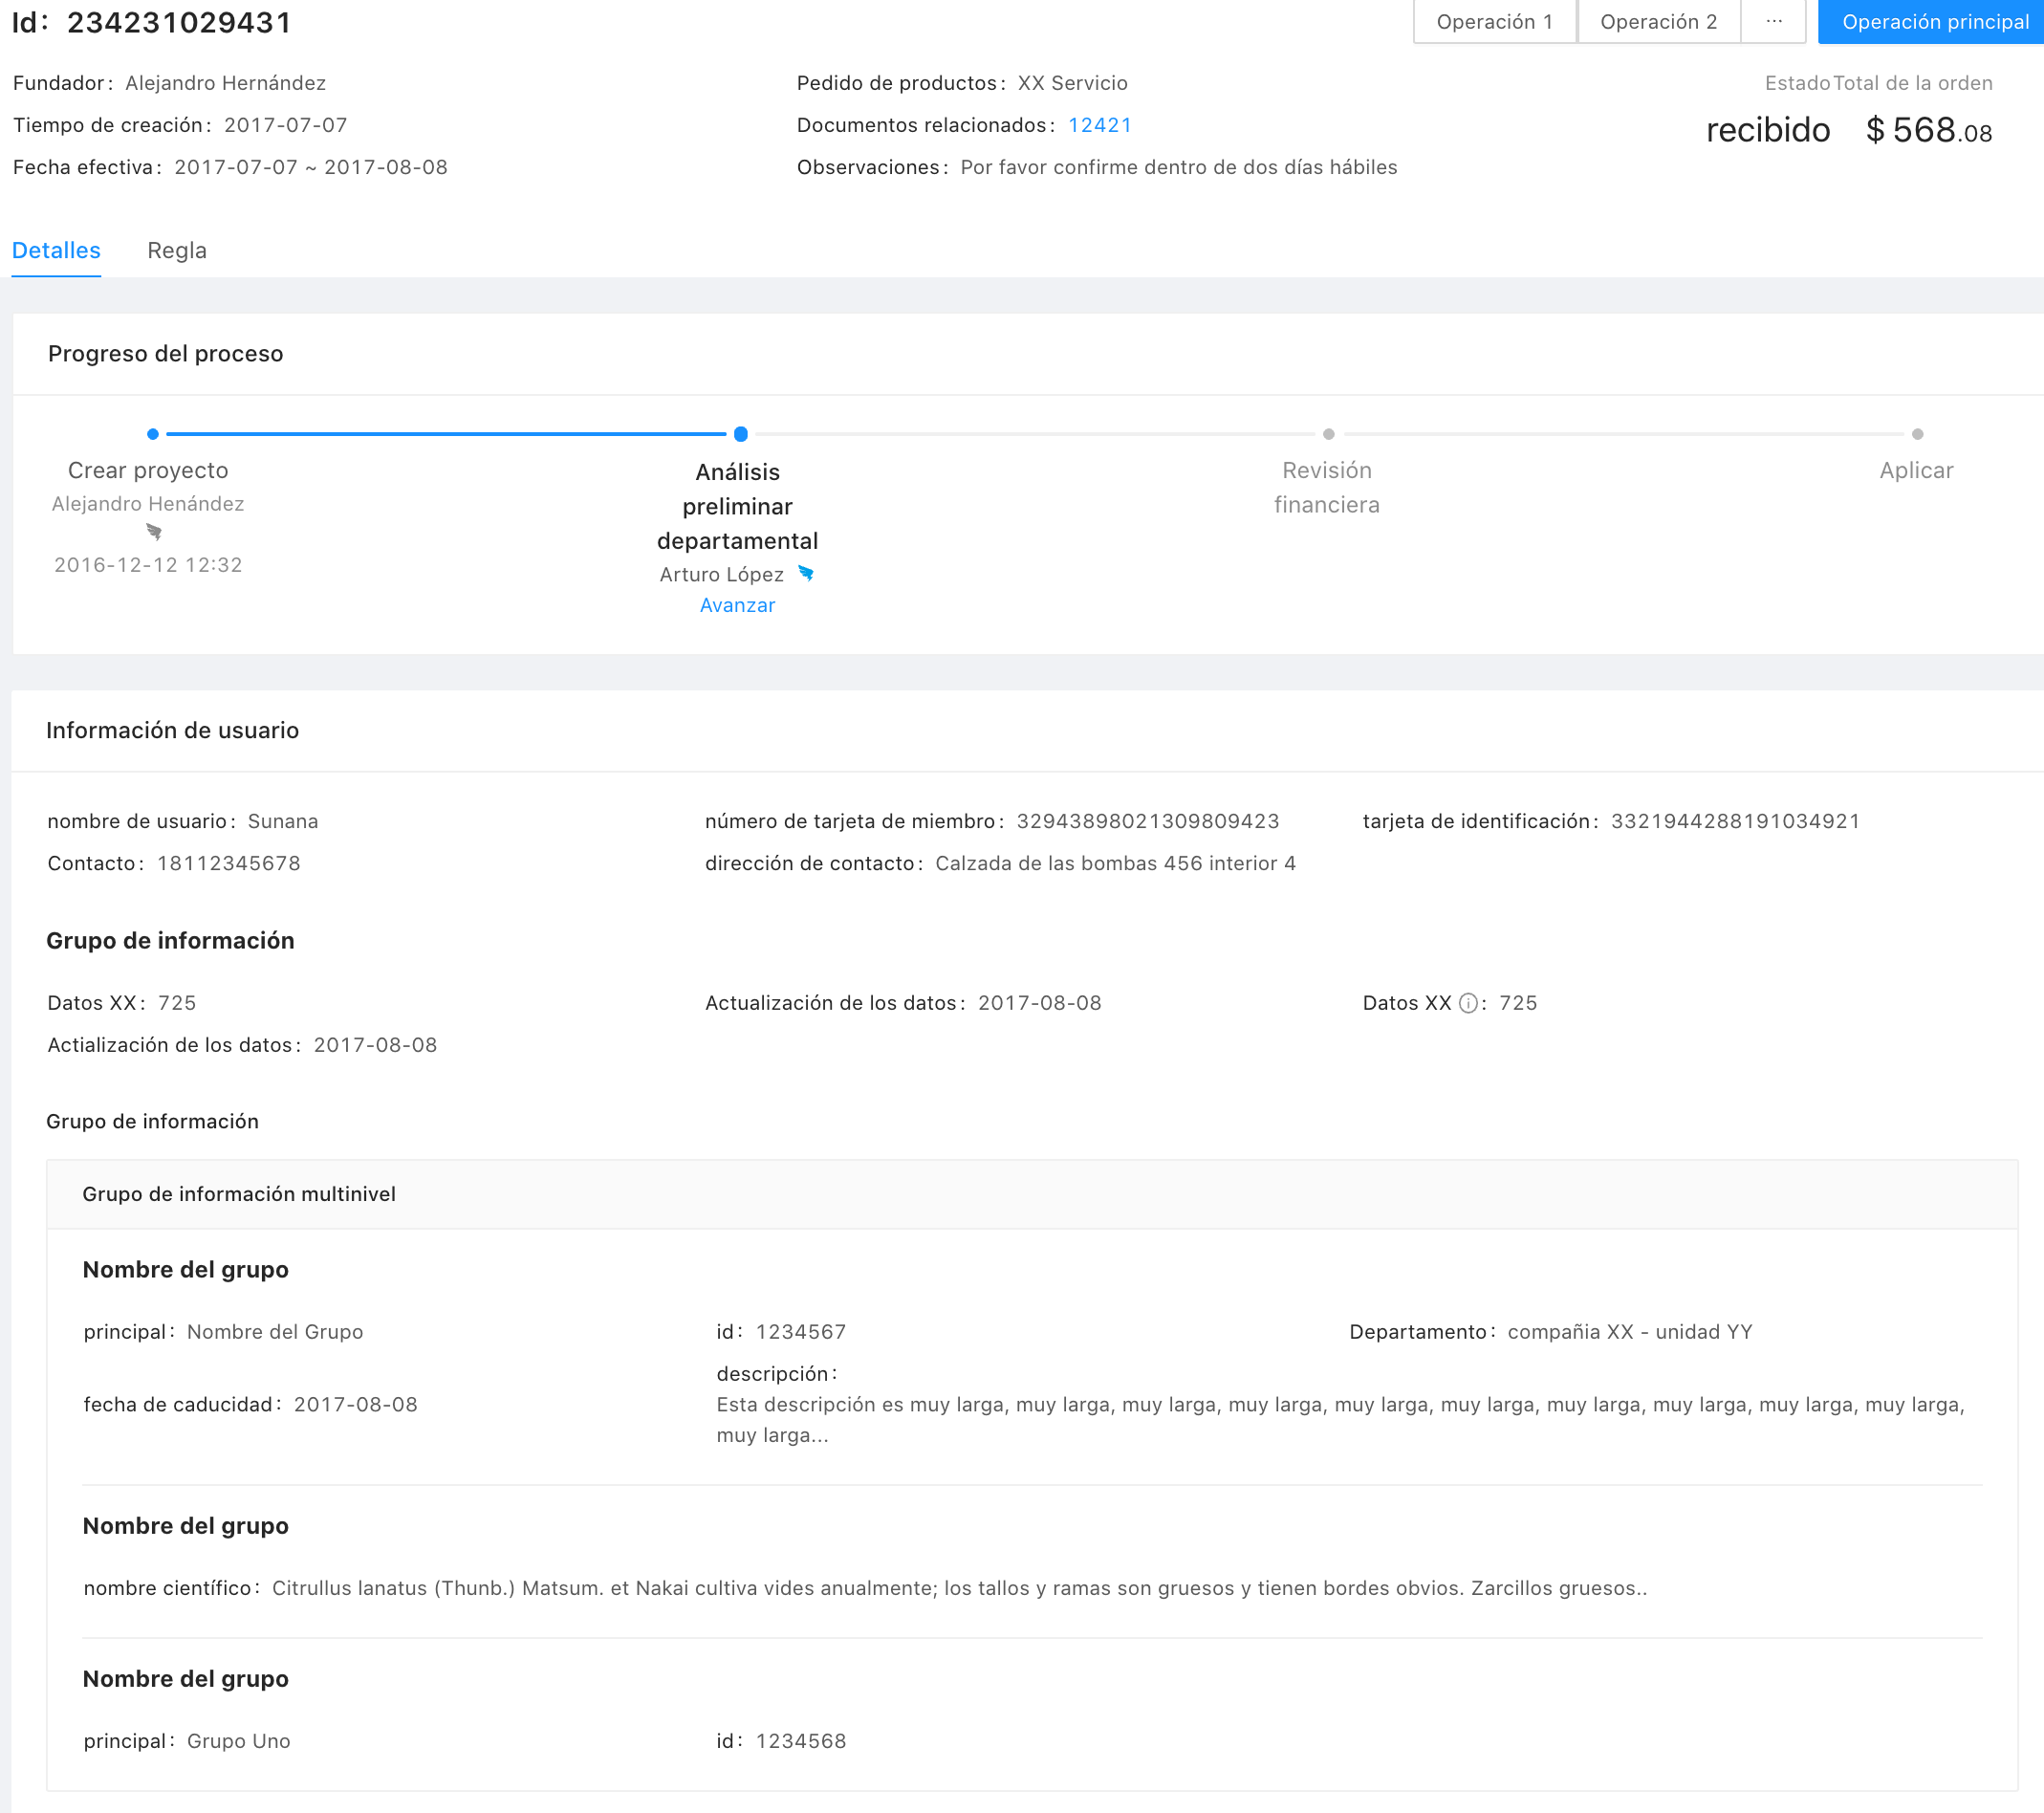 Id: 234231029431
Operación 1 Operación 2 ··· Operación principal
Fundador: Alejandro Hernández Pedido de productos: XX Servicio Estado Total de la orden
Tiempo de creación: 2017-07-07 Documentos relacionados: 12421 recibido $ 568.08
Fecha efectiva: 2017-07-07 ~ 2017-08-08 Observaciones: Por favor confirme dentro de dos días hábiles
Detalles Regla
Progreso del proceso
Crear proyecto
Alejandro Henández
2016-12-12 12:32
Análisis
preliminar
departamental
Arturo López
Avanzar
Revisión
financiera
Aplicar
Información de usuario
nombre de usuario: Sunana número de tarjeta de miembro: 32943898021309809423 tarjeta de identificación: 3321944288191034921
Contacto: 18112345678 dirección de contacto: Calzada de las bombas 456 interior 4
Grupo de información
Datos XX: 725 Actualización de los datos: 2017-08-08 Datos XX : 725
Actialización de los datos: 2017-08-08
Grupo de información
Grupo de información multinivel
Nombre del grupo
principal: Nombre del Grupo id: 1234567 Departamento: compañia XX - unidad YY
fecha de caducidad: 2017-08-08
descripción:
Esta descripción es muy larga, muy larga, muy larga, muy larga, muy larga, muy larga, muy larga, muy larga, muy larga, muy larga,
muy larga...
Nombre del grupo
nombre científico: Citrullus lanatus (Thunb.) Matsum. et Nakai cultiva vides anualmente; los tallos y ramas son gruesos y tienen bordes obvios. Zarcillos gruesos..
Nombre del grupo
principal: Grupo Uno id: 1234568